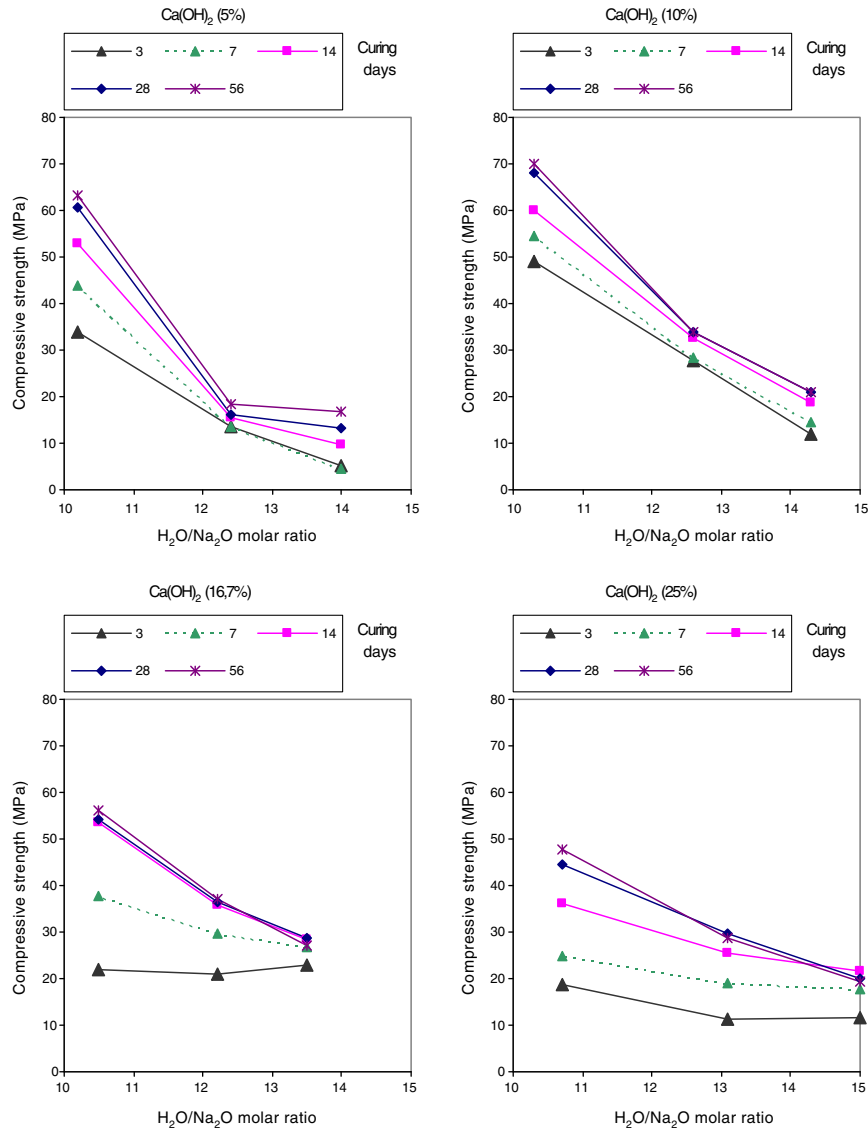 Ca(OH)₂ (5%)
3 7 14 Curing days
28 56
Compressive strength (MPa)
80
70
60
50
40
30
20
10
0
10 11 12 13 14 15
H₂O/Na₂O molar ratio
Ca(OH)₂ (10%)
3 7 14 Curing days
28 56
Compressive strength (MPa)
80
70
60
50
40
30
20
10
0
10 11 12 13 14 15
H₂O/Na₂O molar ratio
Ca(OH)₂ (16,7%)
3 7 14 Curing days
28 56
Compressive strength (MPa)
80
70
60
50
40
30
20
10
0
10 11 12 13 14 15
H₂O/Na₂O molar ratio
Ca(OH)₂ (25%)
3 7 14 Curing days
28 56
Compressive strength (MPa)
80
70
60
50
40
30
20
10
0
10 11 12 13 14 15
H₂O/Na₂O molar ratio